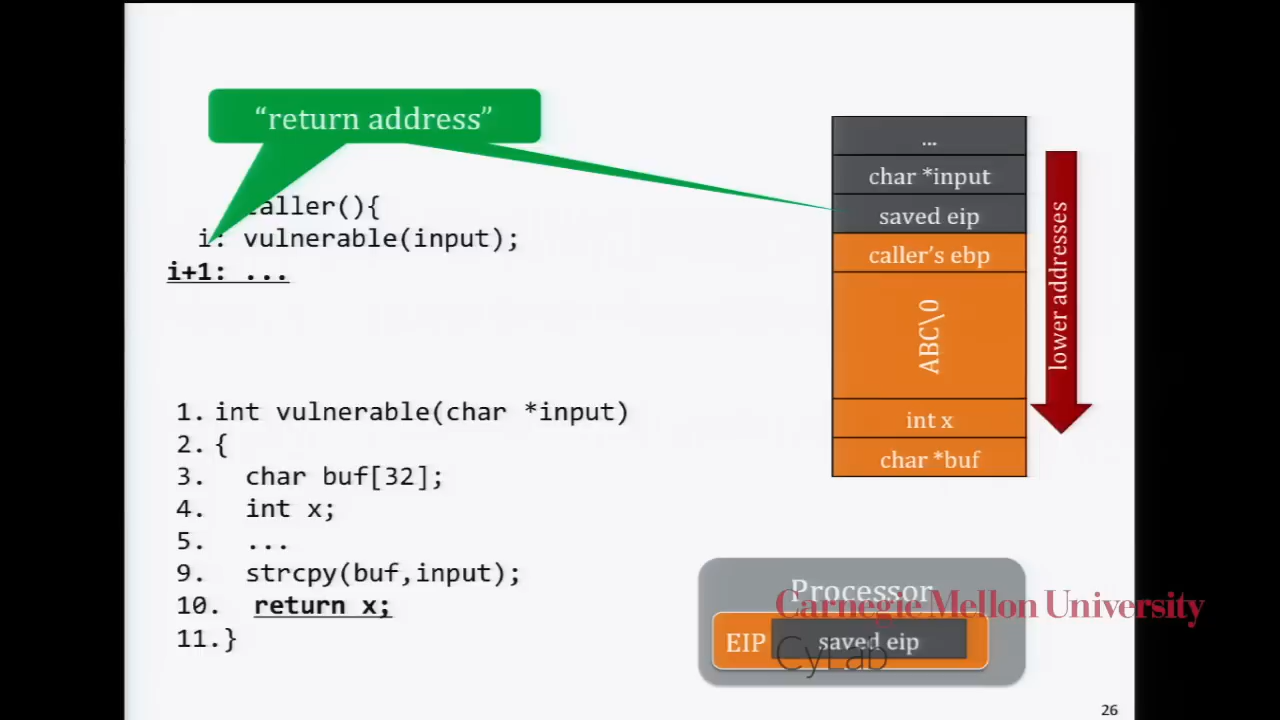 “return address”
caller(){
i: vulnerable(input);
i+1: ...
1. int vulnerable(char *input)
2. {
3. char buf[32];
4. int x;
5. ...
9. strcpy(buf,input);
10. return x;
11.}
...
char *input
saved eip
caller’s ebp
ABC\0
int x
char *buf
lower addresses
Processor
EIP saved eip
Carnegie Mellon University
CyLab
26